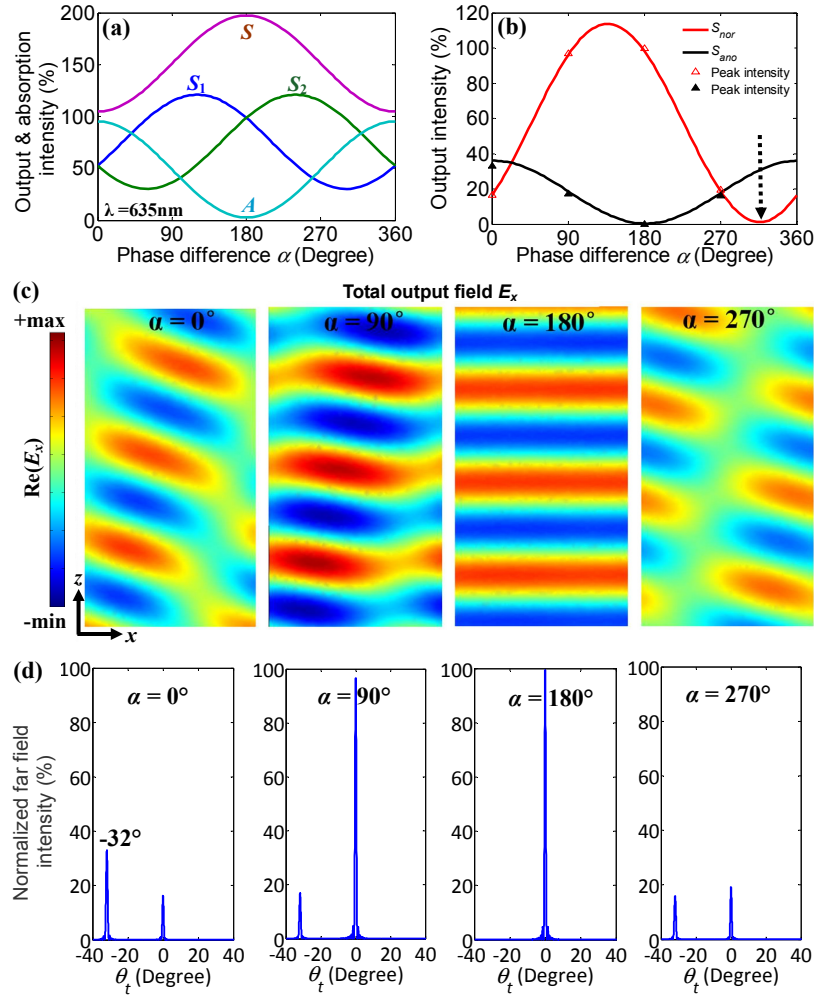 (a)
Output & absorption
intensity (%)
200
150
100
50
0
S
S1
S2
A
λ =635nm
0 90 180 270 360
Phase difference α (Degree)
(b)
Output intensity (%)
120
100
80
60
40
20
0
Snor
Sano
Peak intensity
Peak intensity
0 90 180 270 360
Phase difference α (Degree)
(c)
Total output field Ex
+max
Re(Ex)
-min
z
x
α = 0°
α = 90°
α = 180°
α = 270°
(d)
Normalized far field
intensity (%)
α = 0°
100
80
60
40
20
0
-32°
-40 -20 0 20 40
θt (Degree)
α = 90°
100
80
60
40
20
0
-40 -20 0 20 40
θt (Degree)
α = 180°
100
80
60
40
20
0
-40 -20 0 20 40
θt (Degree)
α = 270°
100
80
60
40
20
0
-40 -20 0 20 40
θt (Degree)